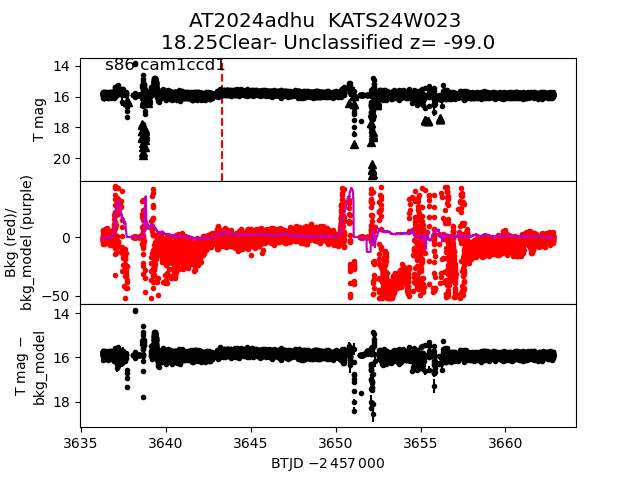 AT2024adhu KATS24W023
18.25Clear- Unclassified z= -99.0
s86 cam1ccd1
14
16
18
20
T mag
0
−50
Bkg (red)/
bkg_model (purple)
14
16
18
T mag −
bkg_model
3635
3640
3645
3650
3655
3660
BTJD −2 457 000